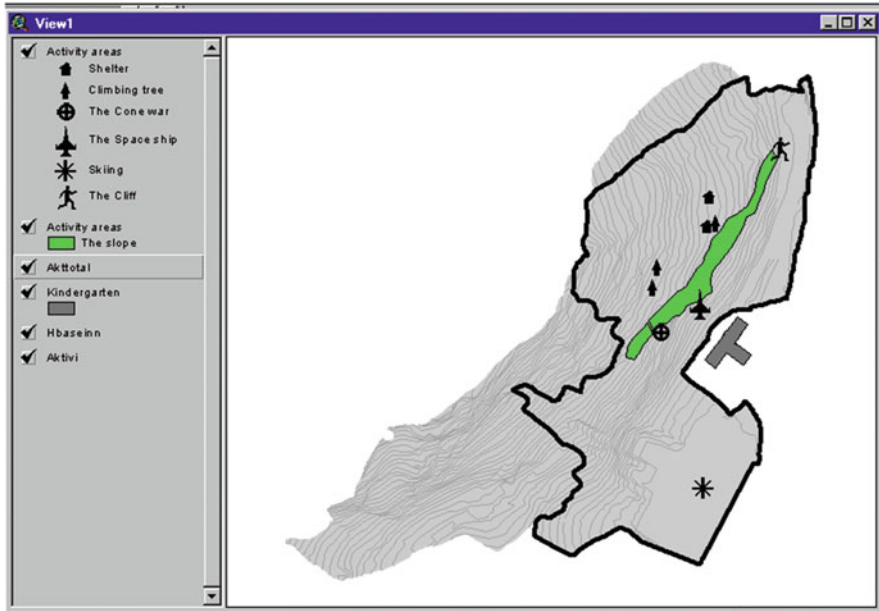 View1
Activity areas
Shelter
Climbing tree
The Cone war
The Space ship
Skiing
The Cliff
Activity areas
The slope
Akttotal
Kindergarten
Hbaseinn
Aktivi